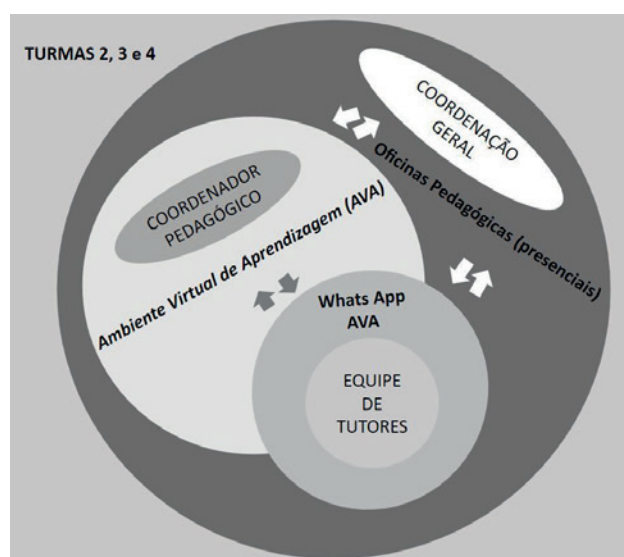 TURMAS 2, 3 e 4
COORDENAÇÃO
GERAL
Oficinas Pedagógicas (presenciais)
COORDENADOR
PEDAGÓGICO
Ambiente Virtual de Aprendizagem (AVA)
Whats App
AVA
EQUIPE
DE
TUTORES